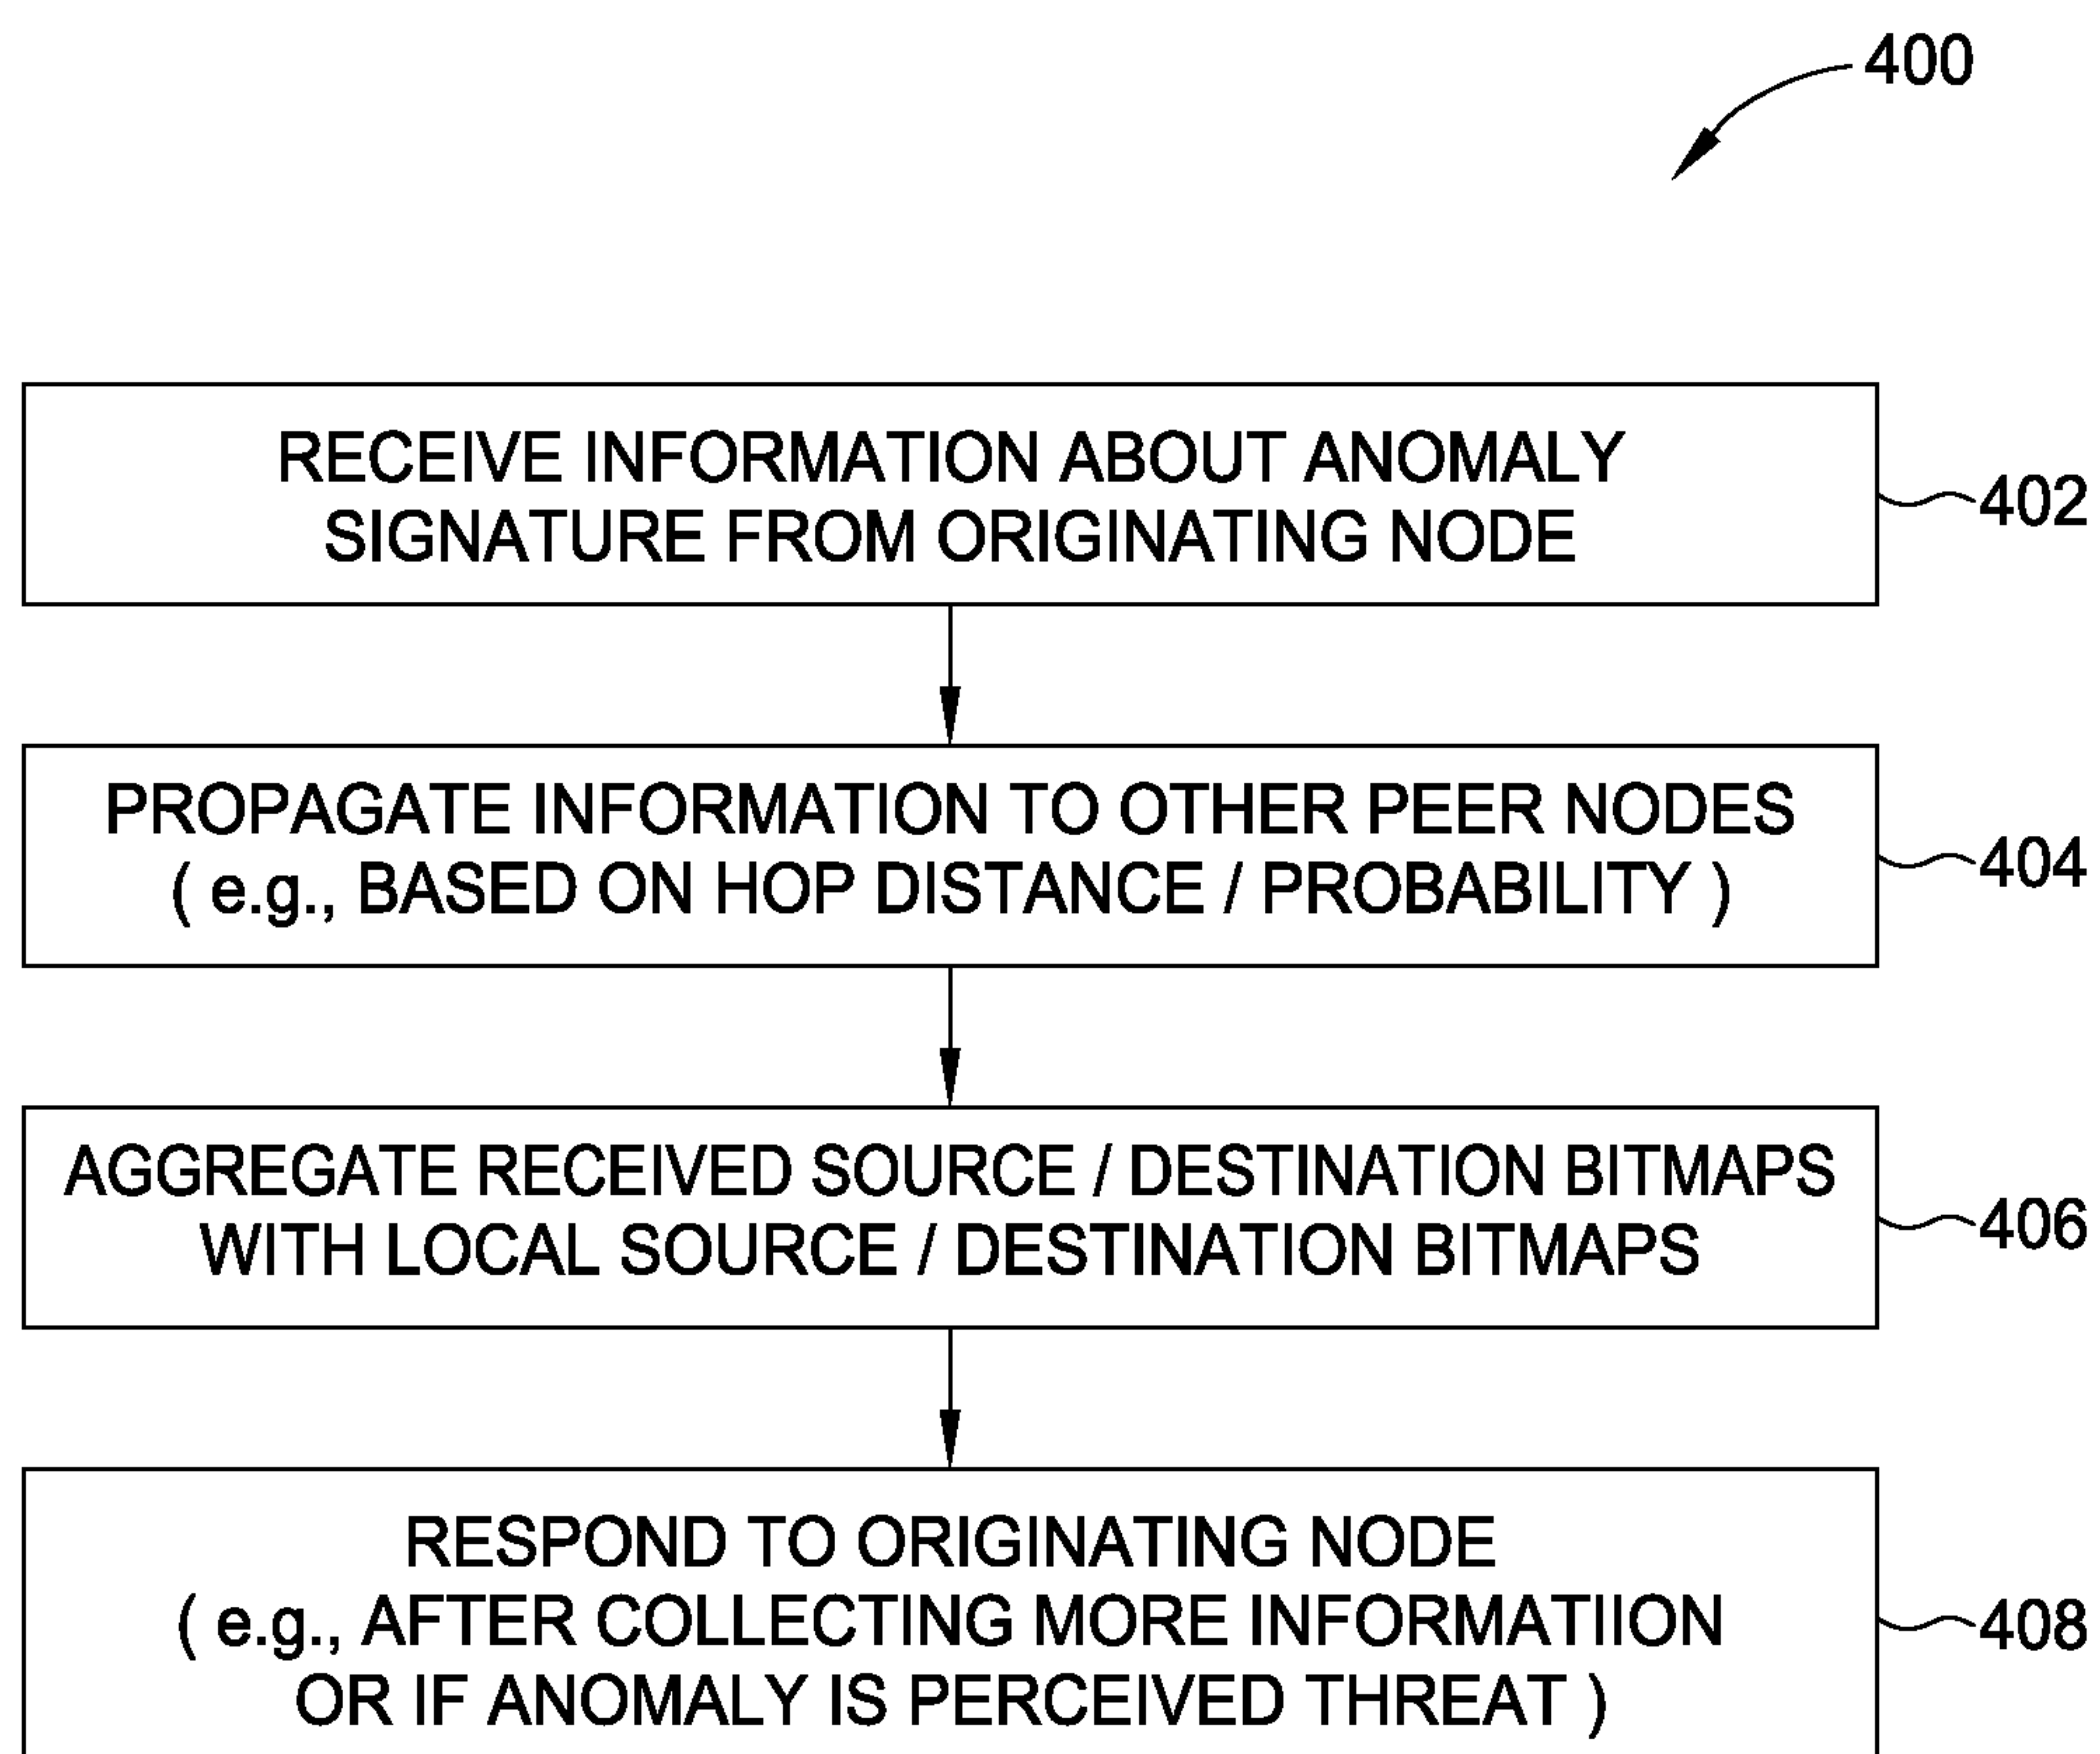 400
RECEIVE INFORMATION ABOUT ANOMALY
SIGNATURE FROM ORIGINATING NODE
402
PROPAGATE INFORMATION TO OTHER PEER NODES
( e.g., BASED ON HOP DISTANCE / PROBABILITY )
404
AGGREGATE RECEIVED SOURCE / DESTINATION BITMAPS
WITH LOCAL SOURCE / DESTINATION BITMAPS
406
RESPOND TO ORIGINATING NODE
( e.g., AFTER COLLECTING MORE INFORMATIION
OR IF ANOMALY IS PERCEIVED THREAT )
408